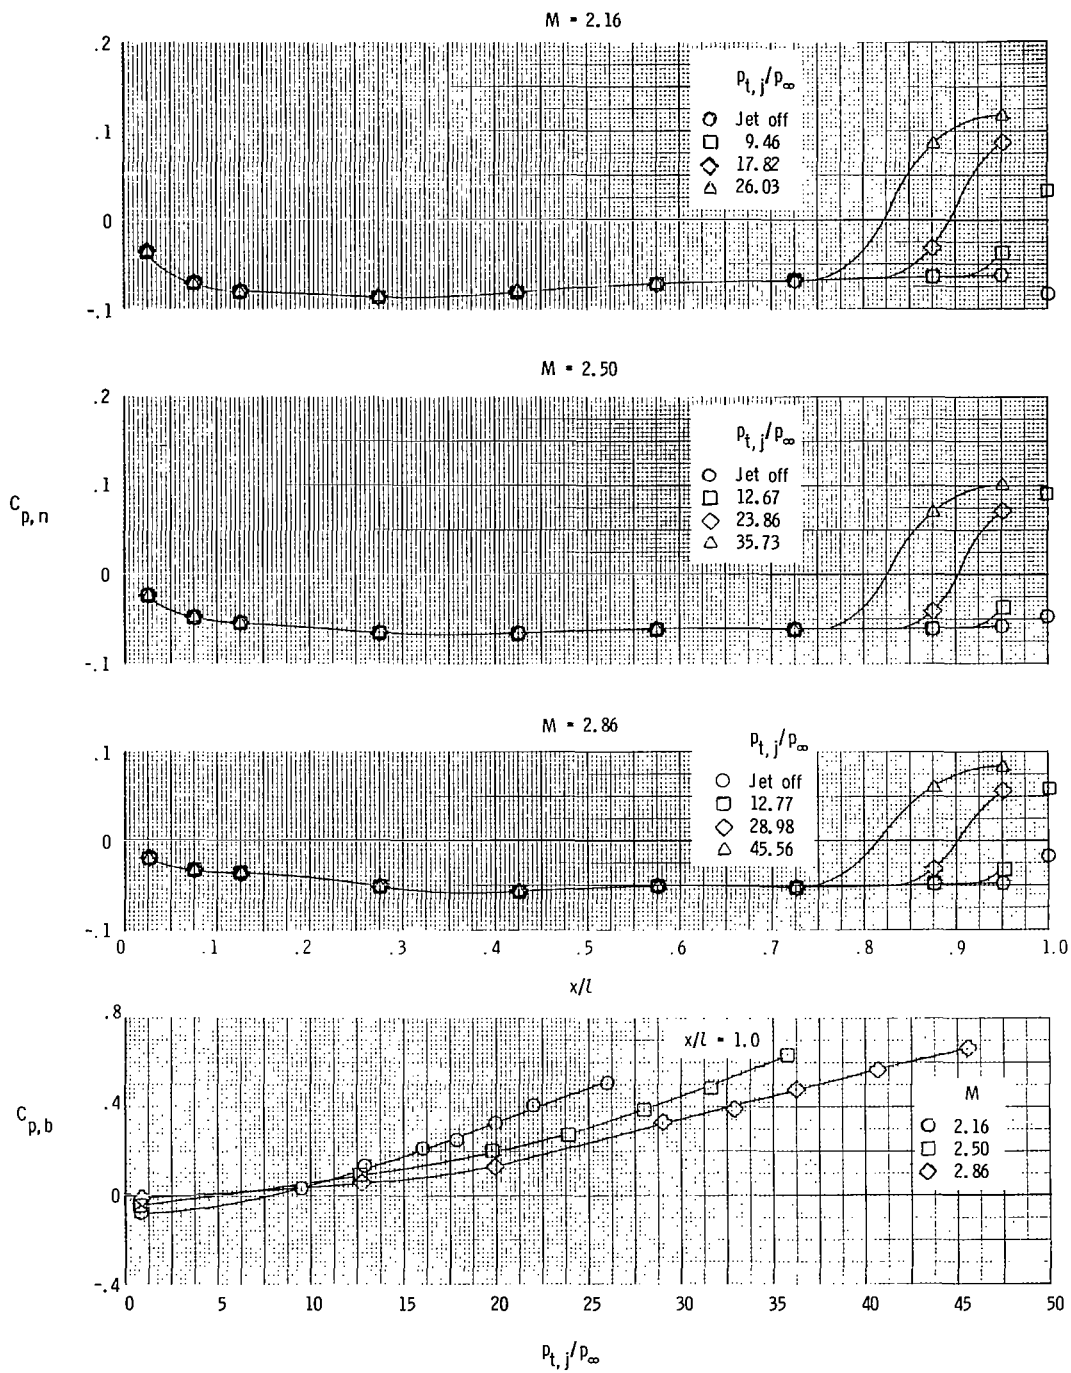 M = 2.16
.2
.1
0
-.1
p_t,j/p_∞
Jet off
9.46
17.82
26.03
M = 2.50
.2
.1
0
-.1
p_t,j/p_∞
Jet off
12.67
23.86
35.73
C_p,n
M = 2.86
.1
0
-.1
p_t,j/p_∞
Jet off
12.77
28.98
45.56
0 .1 .2 .3 .4 .5 .6 .7 .8 .9 1.0
x/l
.8
.4
0
-.4
C_p,b
x/l = 1.0
M
2.16
2.50
2.86
0 5 10 15 20 25 30 35 40 45 50
p_t,j/p_∞